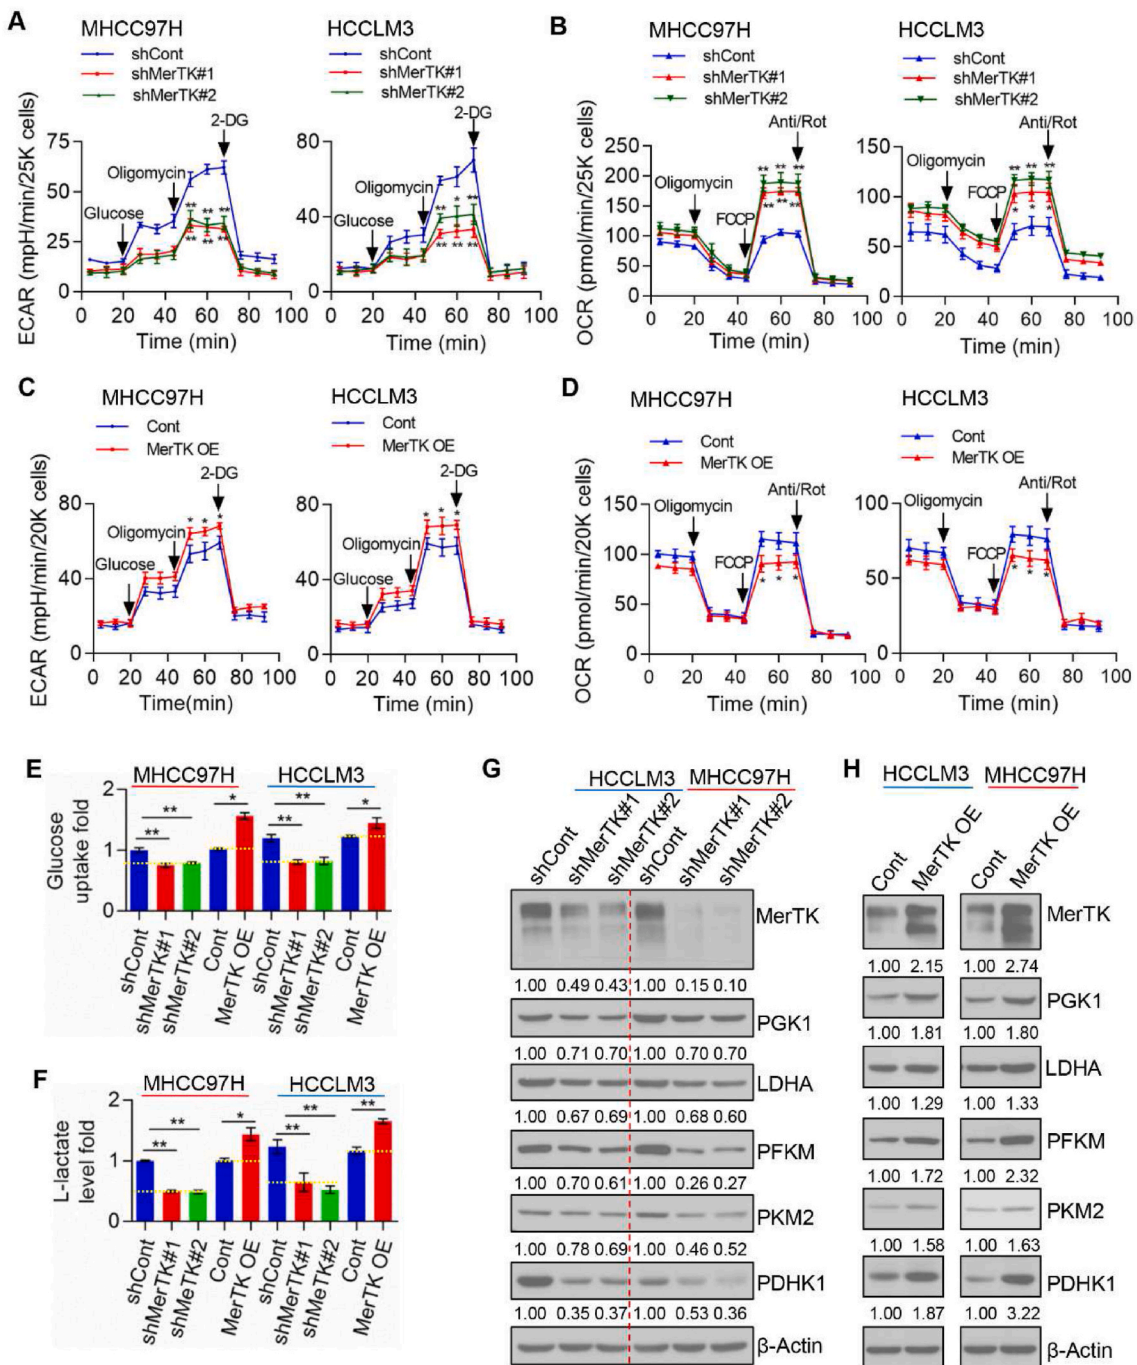 A
MHCC97H
shCont
shMerTK#1
shMerTK#2
HCCLM3
shCont
shMerTK#1
shMerTK#2
2-DG
2-DG
Oligomycin
Glucose
Oligomycin
Glucose
ECAR (mpH/min/25K cells)
75
50
25
0
80
40
0
** ** **
** ** **
** * **
** ** **
0 20 40 60 80 100
0 20 40 60 80 100
Time (min)
Time (min)
B
MHCC97H
shCont
shMerTK#1
shMerTK#2
HCCLM3
shCont
shMerTK#1
shMerTK#2
Anti/Rot
Anti/Rot
Oligomycin
FCCP
Oligomycin
FCCP
OCR (pmol/min/25K cells)
250
200
150
100
50
0
150
100
50
0
** ** **
** ** **
** ** **
* * *
0 20 40 60 80 100
0 20 40 60 80 100
Time (min)
Time (min)
C
MHCC97H
Cont
MerTK OE
HCCLM3
Cont
MerTK OE
2-DG
2-DG
Oligomycin
Glucose
Oligomycin
Glucose
ECAR (mpH/min/20K cells)
80
40
0
80
40
0
* * *
* * *
0 20 40 60 80 100
0 20 40 60 80 100
Time(min)
Time (min)
D
MHCC97H
Cont
MerTK OE
HCCLM3
Cont
MerTK OE
Oligomycin
Anti/Rot
FCCP
Oligomycin
Anti/Rot
FCCP
OCR (pmol/min/20K cells)
150
100
50
0
100
50
0
* * *
* * *
0 20 40 60 80 100
0 20 40 60 80 100
Time (min)
Time (min)
E
MHCC97H
HCCLM3
Glucose
uptake fold
2
1
0
** ** * ** ** *
shCont
shMerTK#1
shMerTK#2
Cont
MerTK OE
shCont
shMerTK#1
shMerTK#2
Cont
MerTK OE
F
MHCC97H
HCCLM3
L-lactate
level fold
2
1
0
** ** * ** ** **
shCont
shMerTK#1
shMeTK#2
Cont
MerTK OE
shCont
shMerTK#1
shMerTK#2
Cont
MerTK OE
G
HCCLM3 MHCC97H
shCont
shMerTK#1
shMerTK#2
shCont
shMerTK#1
shMerTK#2
MerTK
1.00 0.49 0.43 1.00 0.15 0.10
PGK1
1.00 0.71 0.70 1.00 0.70 0.70
LDHA
1.00 0.67 0.69 1.00 0.68 0.60
PFKM
1.00 0.70 0.61 1.00 0.26 0.27
PKM2
1.00 0.78 0.69 1.00 0.46 0.52
PDHK1
1.00 0.35 0.37 1.00 0.53 0.36
β-Actin
H
HCCLM3 MHCC97H
Cont
MerTK OE
Cont
MerTK OE
MerTK
1.00 2.15 1.00 2.74
PGK1
1.00 1.81 1.00 1.80
LDHA
1.00 1.29 1.00 1.33
PFKM
1.00 1.72 1.00 2.32
PKM2
1.00 1.58 1.00 1.63
PDHK1
1.00 1.87 1.00 3.22
β-Actin